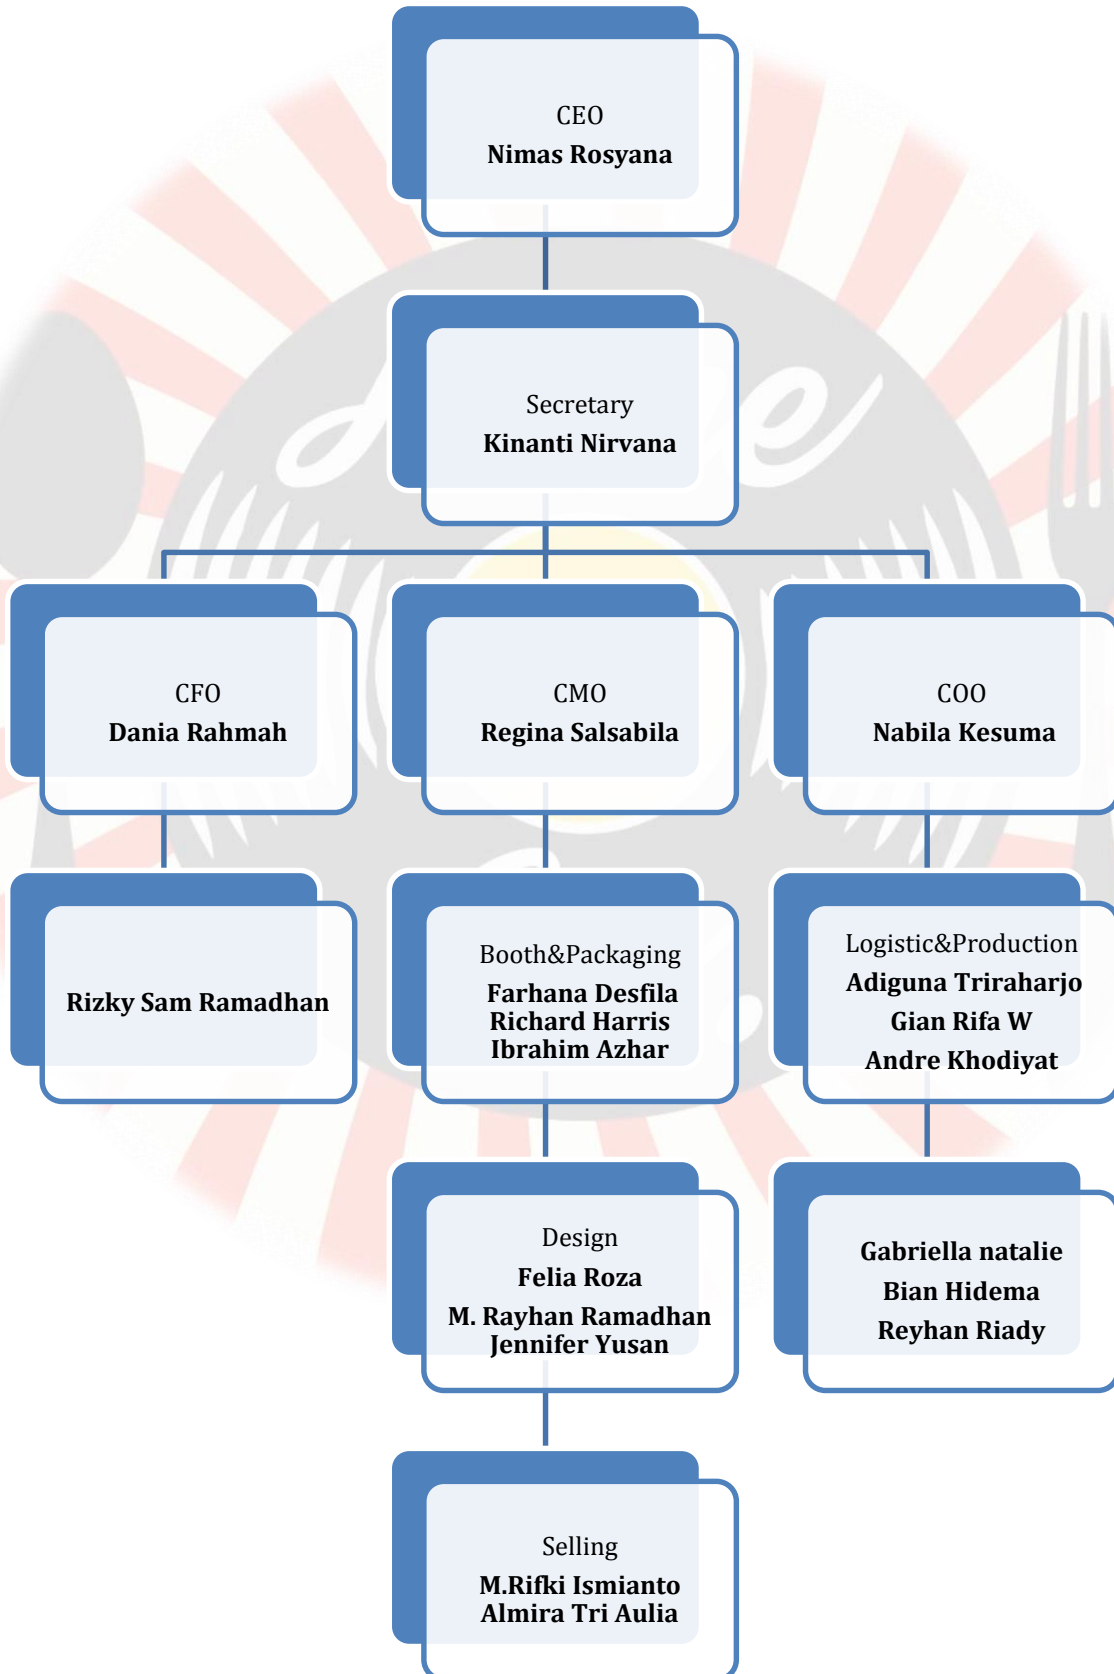 CEO
Nimas Rosyana
Secretary
Kinanti Nirvana
CFO
Dania Rahmah
CMO
Regina Salsabila
COO
Nabila Kesuma
Rizky Sam Ramadhan
Booth&Packaging
Farhana Desfila
Richard Harris
Ibrahim Azhar
Logistic&Production
Adiguna Triraharjo
Gian Rifa W
Andre Khodiyat
Design
Felia Roza
M. Rayhan Ramadhan
Jennifer Yusan
Gabriella natalie
Bian Hidema
Reyhan Riady
Selling
M.Rifki Ismianto
Almira Tri Aulia